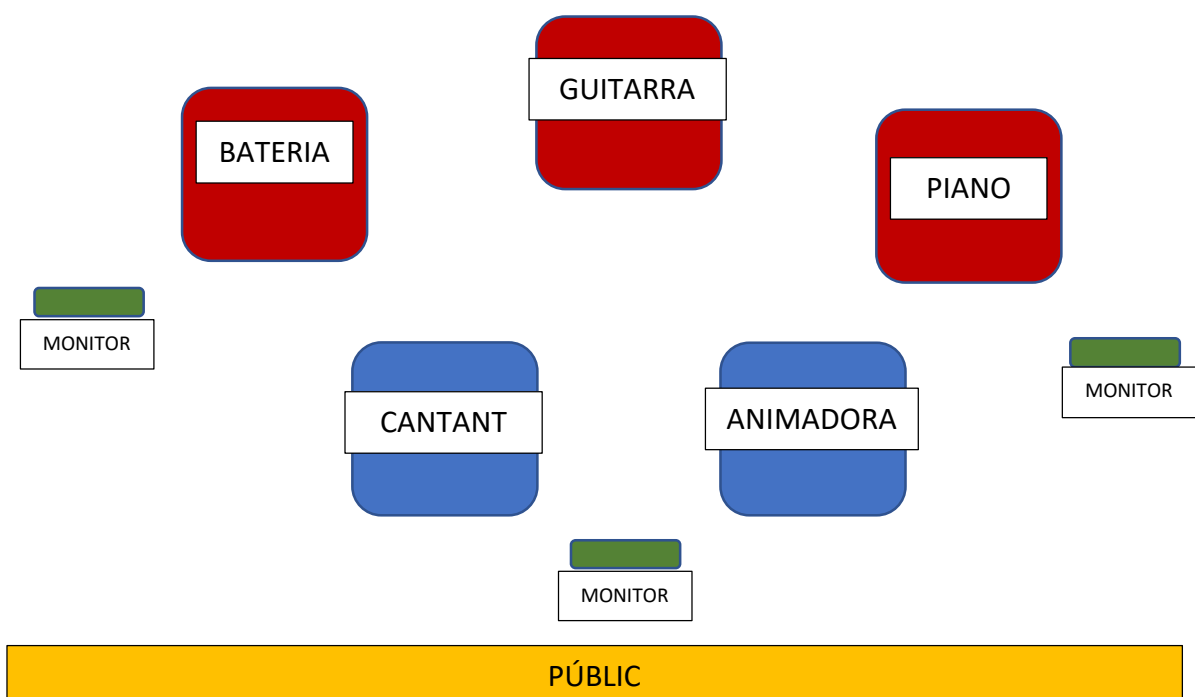 GUITARRA
BATERIA
PIANO
MONITOR
MONITOR
CANTANT
ANIMADORA
MONITOR
PÚBLIC